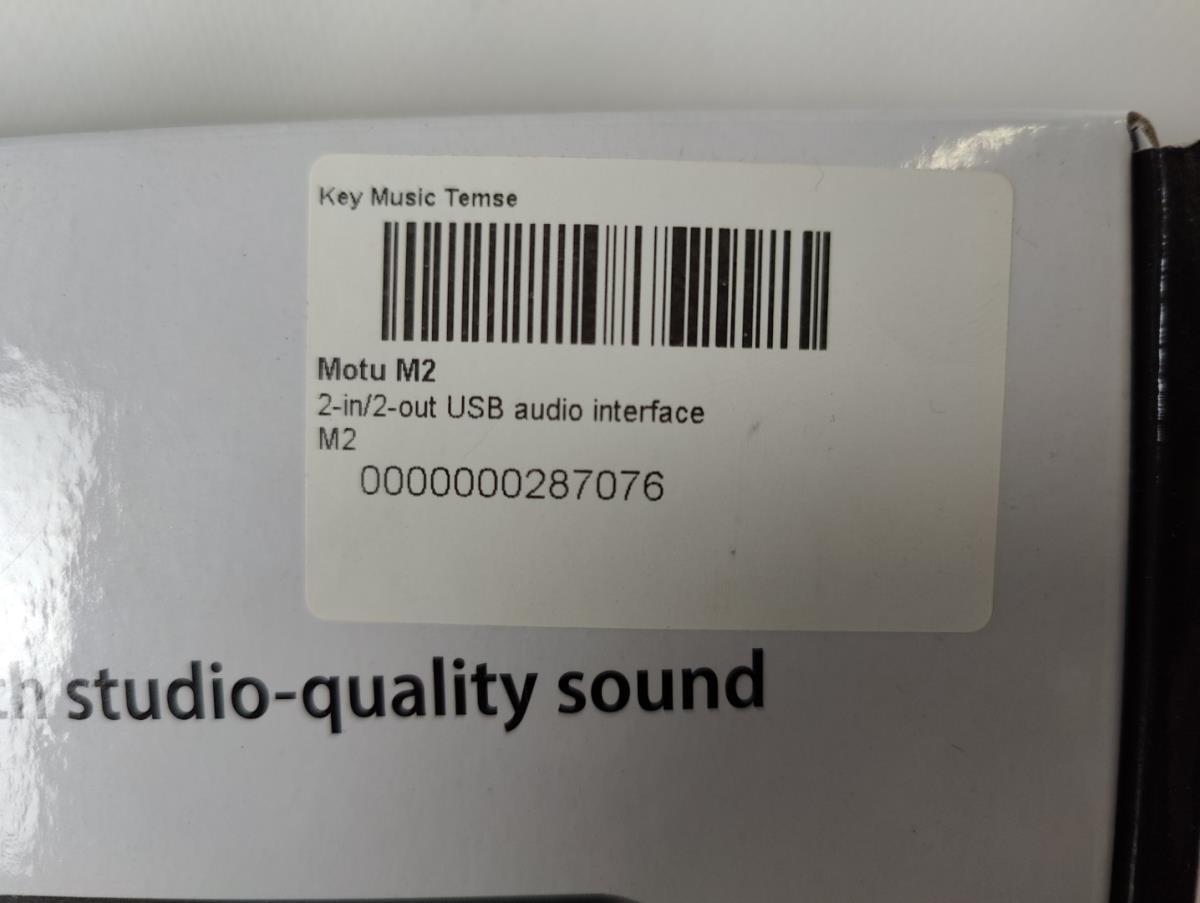 Key Music Temse
Motu M2
2-in/2-out USB audio interface
M2
0000000287076
studio-quality sound